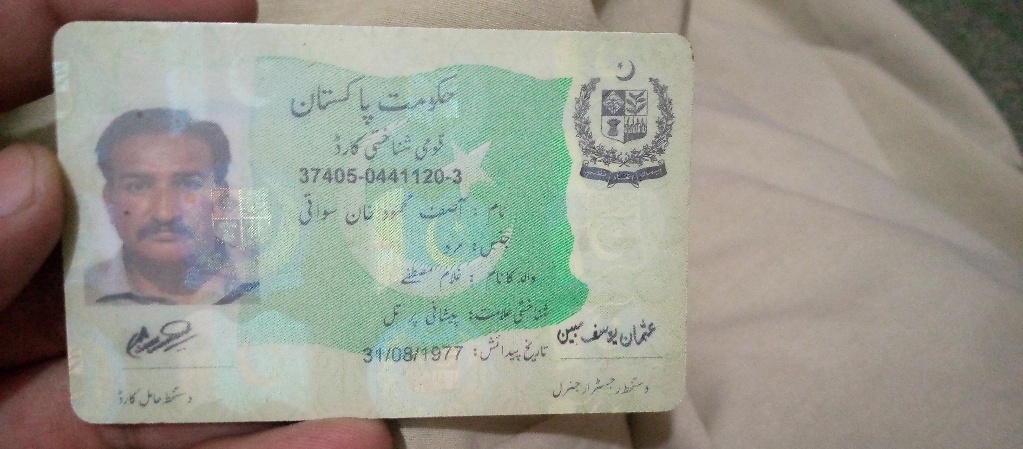 حکومت پاکستان
قومی شناختی کارڈ
37405-0441120-3
نام : آصف محمود خان سواتی
جنس : مرد
والد کا نام : غلام مصطفے
شناختی علامت : پیشانی پر تل
تاریخ پیدائش : 31/08/1977
عثمان یوسف مبین
دستخط رجسٹرار جنرل
دستخط حامل کارڈ